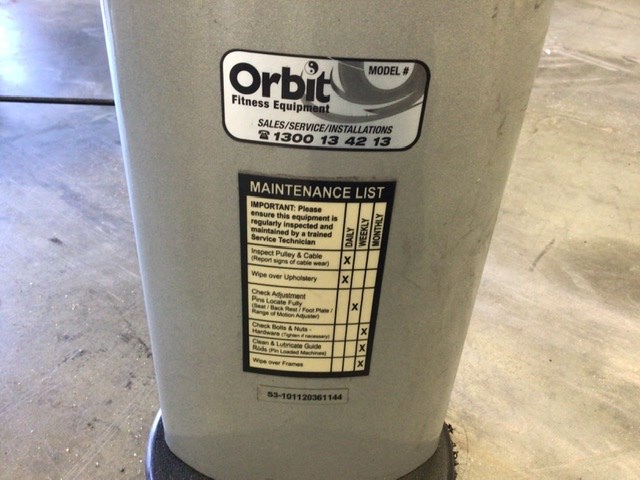 Orbit
Fitness Equipment
MODEL #
SALES/SERVICE/INSTALLATIONS
☎ 1300 13 42 13
MAINTENANCE LIST
IMPORTANT: Please
ensure this equipment is
regularly inspected and
maintained by a trained
Service Technician
DAILY
WEEKLY
MONTHLY
Inspect Pulley & Cable
(Report signs of cable wear)
X
Wipe over Upholstery
X
Check Adjustment
Pins Locate Fully
(Seat / Back Rest / Foot Plate /
Range of Motion Adjuster)
X
Check Bolts & Nuts -
Hardware (Tighten if necessary)
X
Clean & Lubricate Guide
Rods (Pin Loaded Machines)
X
Wipe over Frames
X
S3-101120361144